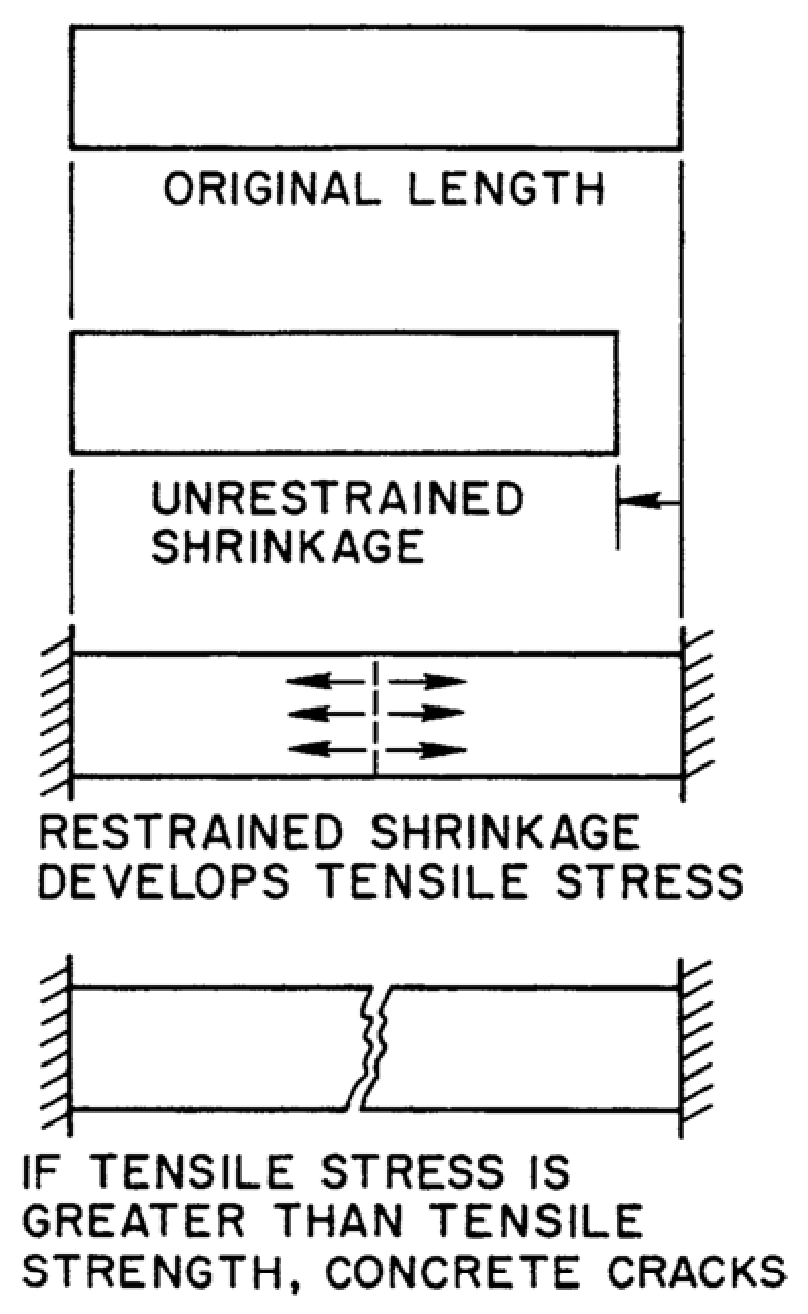 ORIGINAL LENGTH
UNRESTRAINED
SHRINKAGE
RESTRAINED SHRINKAGE
DEVELOPS TENSILE STRESS
IF TENSILE STRESS IS
GREATER THAN TENSILE
STRENGTH, CONCRETE CRACKS